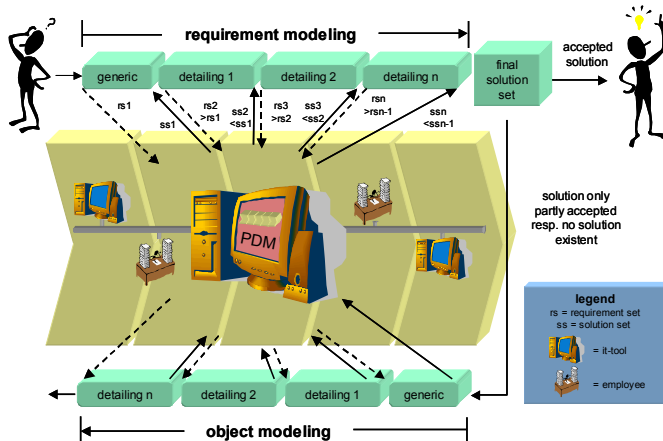 ?
requirement modeling
generic
detailing 1
detailing 2
detailing n
final
solution
set
accepted
solution
rs1
ss1
rs2
>rs1
ss2
<ss1
rs3
>rs2
ss3
<ss2
rsn
>rsn-1
ssn
<ssn-1
PDM
solution only
partly accepted
resp. no solution
existent
legend
rs = requirement set
ss = solution set
= it-tool
= employee
detailing n
detailing 2
detailing 1
generic
object modeling